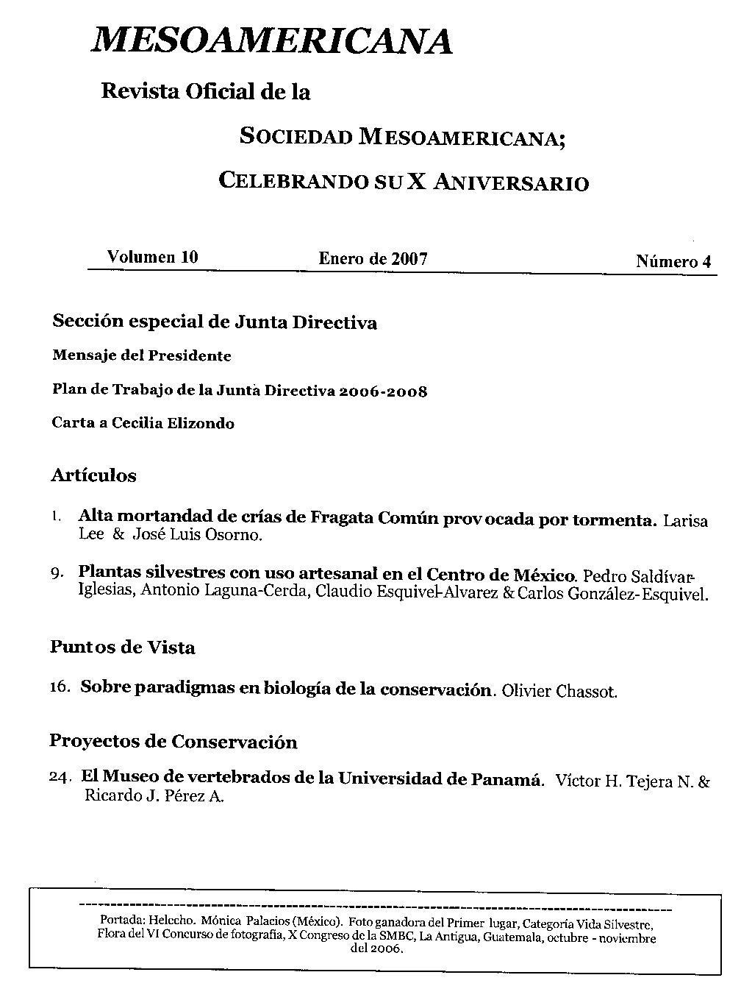 MESOAMERICANA
Revista Oficial de la
SOCIEDAD MESOAMERICANA;
CELEBRANDO SU X ANIVERSARIO
Volumen 10 Enero de 2007 Número 4
Sección especial de Junta Directiva
Mensaje del Presidente
Plan de Trabajo de la Junta Directiva 2006-2008
Carta a Cecilia Elizondo
Artículos
1. Alta mortandad de crías de Fragata Común provocada por tormenta. Larisa
Lee & José Luis Osorno.
9. Plantas silvestres con uso artesanal en el Centro de México. Pedro Saldívar-
Iglesias, Antonio Laguna-Cerda, Claudio Esquivel-Alvarez & Carlos González-Esquivel.
Puntos de Vista
16. Sobre paradigmas en biología de la conservación. Olivier Chassot.
Proyectos de Conservación
24. El Museo de vertebrados de la Universidad de Panamá. Víctor H. Tejera N. &
Ricardo J. Pérez A.
Portada: Helecho. Mónica Palacios (México). Foto ganadora del Primer lugar, Categoría Vida Silvestre,
Flora del VI Concurso de fotografía, X Congreso de la SMBC, La Antigua, Guatemala, octubre - noviembre
del 2006.